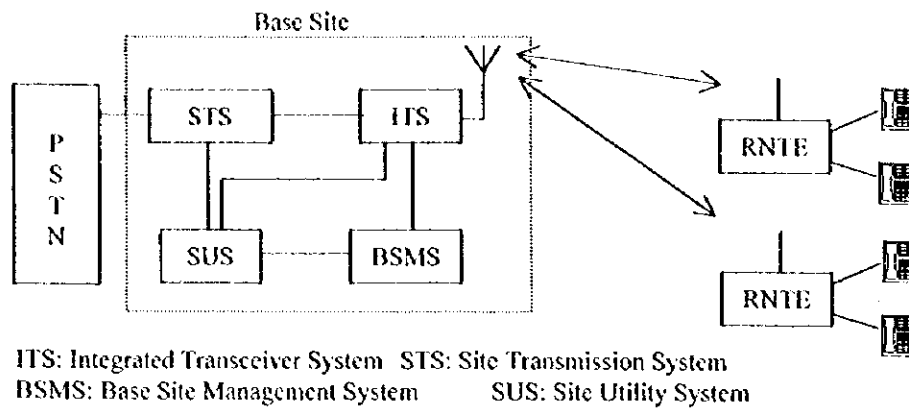 Base Site
P
S
T
N
STS
ITS
SUS
BSMS
RNTE
RNTE
ITS: Integrated Transceiver System STS: Site Transmission System
BSMS: Base Site Management System SUS: Site Utility System